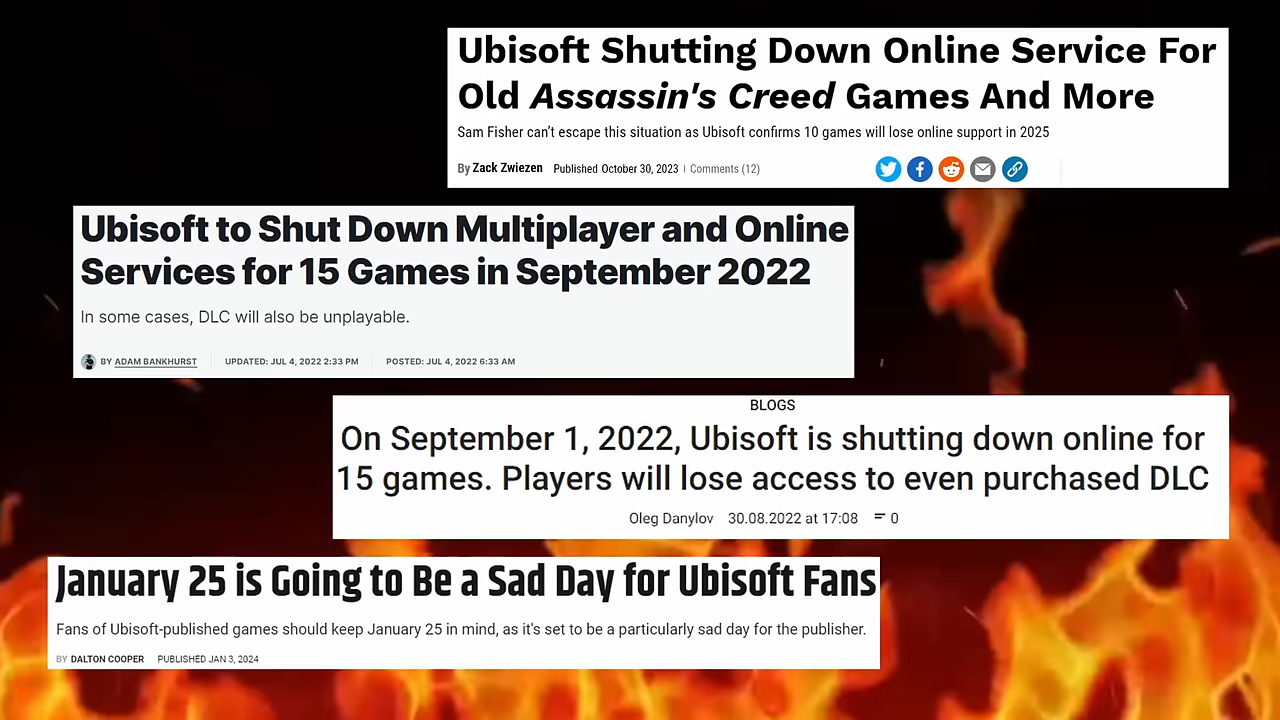 Ubisoft Shutting Down Online Service For
Old Assassin's Creed Games And More
Sam Fisher can't escape this situation as Ubisoft confirms 10 games will lose online support in 2025
By Zack Zwiezen Published October 30, 2023 | Comments (12)
Ubisoft to Shut Down Multiplayer and Online
Services for 15 Games in September 2022
In some cases, DLC will also be unplayable.
BY ADAM BANKHURST UPDATED: JUL 4, 2022 2:33 PM POSTED: JUL 4, 2022 6:33 AM
BLOGS
On September 1, 2022, Ubisoft is shutting down online for
15 games. Players will lose access to even purchased DLC
Oleg Danylov 30.08.2022 at 17:08 0
January 25 is Going to Be a Sad Day for Ubisoft Fans
Fans of Ubisoft-published games should keep January 25 in mind, as it's set to be a particularly sad day for the publisher.
BY DALTON COOPER PUBLISHED JAN 3, 2024